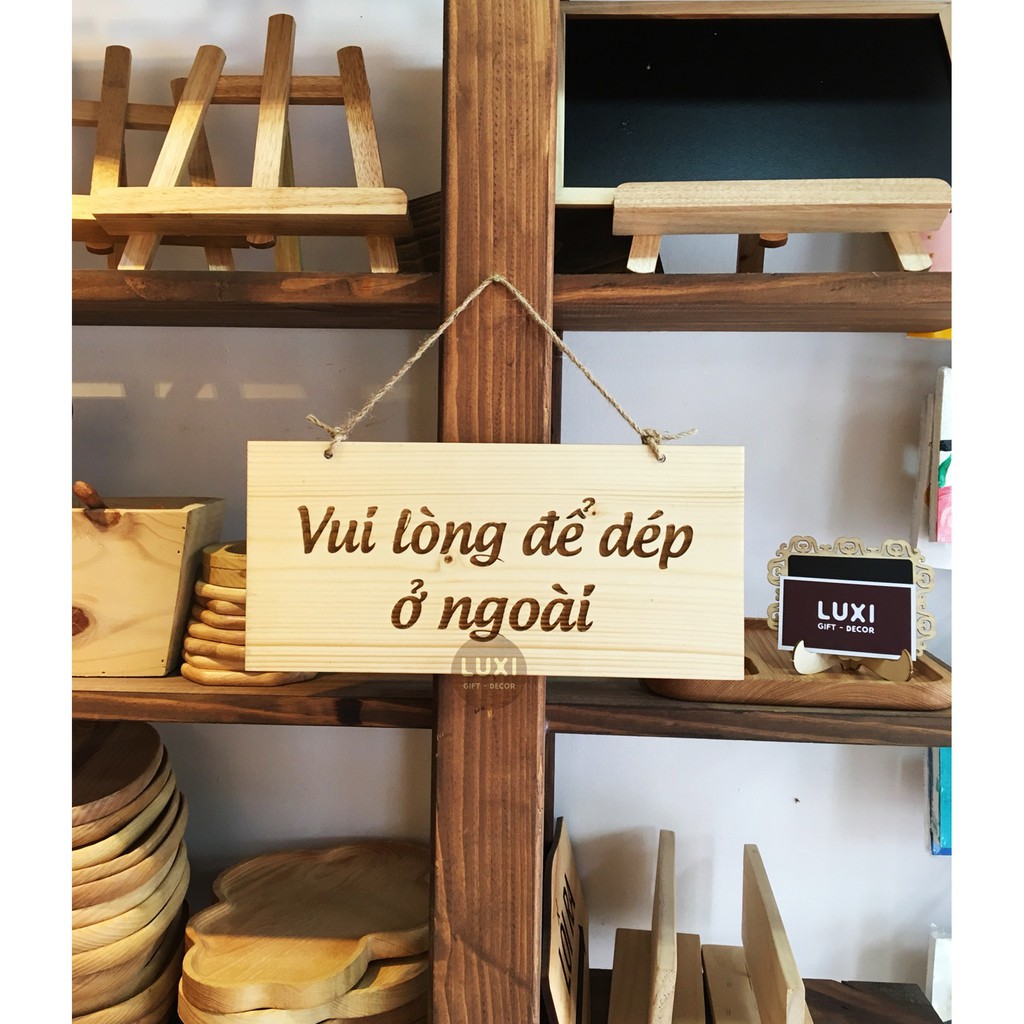 Vui lòng để dép
ở ngoài
LUXI
GIFT - DECOR
LUXI
GIFT - DECOR